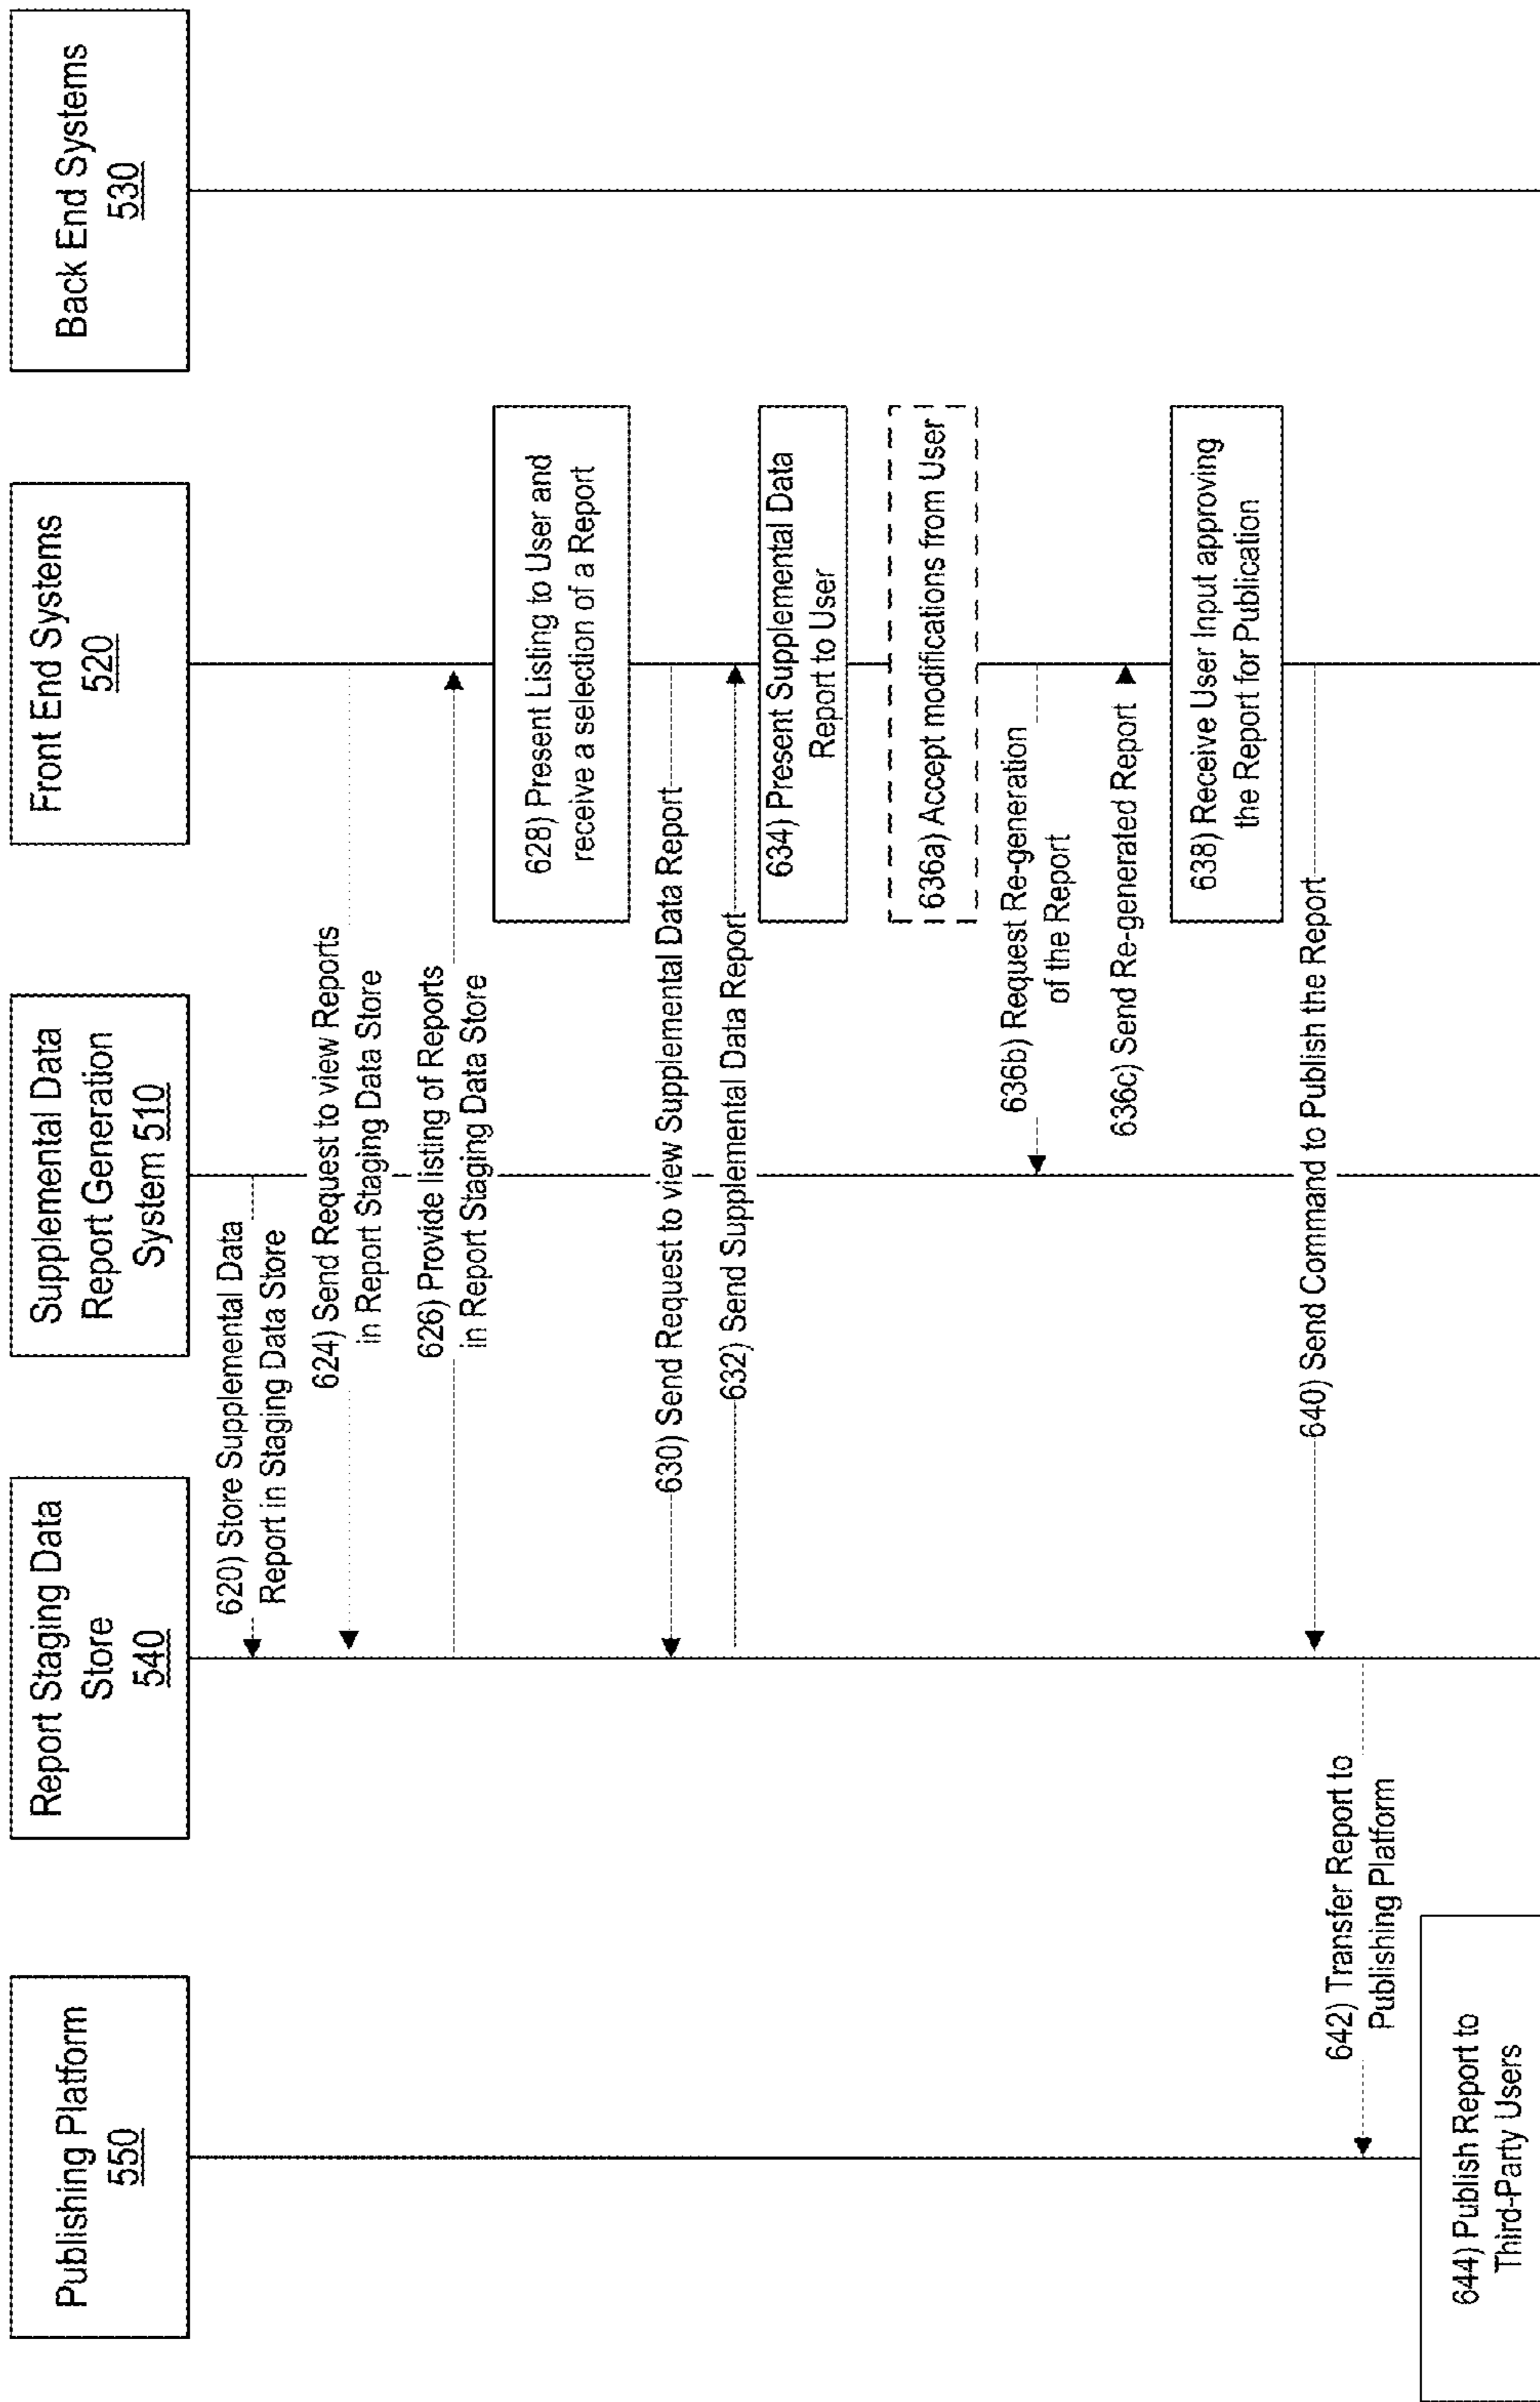 Publishing Platform
550
Report Staging Data
Store
540
Supplemental Data
Report Generation
System 510
Front End Systems
520
Back End Systems
530
620) Store Supplemental Data
Report in Staging Data Store
624) Send Request to view Reports
in Report Staging Data Store
626) Provide listing of Reports
in Report Staging Data Store
628) Present Listing to User and
receive a selection of a Report
630) Send Request to view Supplemental Data Report
632) Send Supplemental Data Report
634) Present Supplemental Data
Report to User
636a) Accept modifications from User
636b) Request Re-generation
of the Report
636c) Send Re-generated Report
638) Receive User Input approving
the Report for Publication
640) Send Command to Publish the Report
642) Transfer Report to
Publishing Platform
644) Publish Report to
Third-Party Users